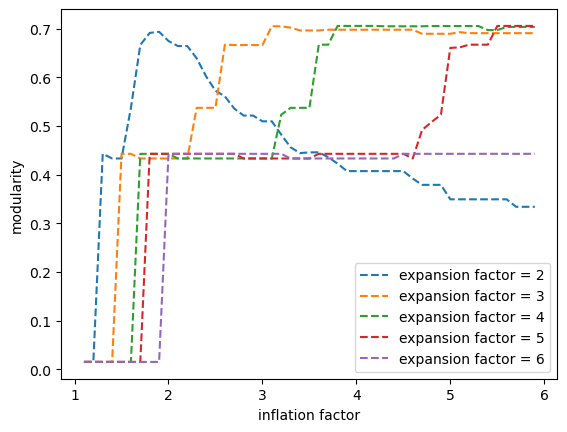 0.7
0.6
0.5
0.4
0.3
0.2
0.1
0.0
modularity
1
2
3
4
5
6
inflation factor
expansion factor = 2
expansion factor = 3
expansion factor = 4
expansion factor = 5
expansion factor = 6